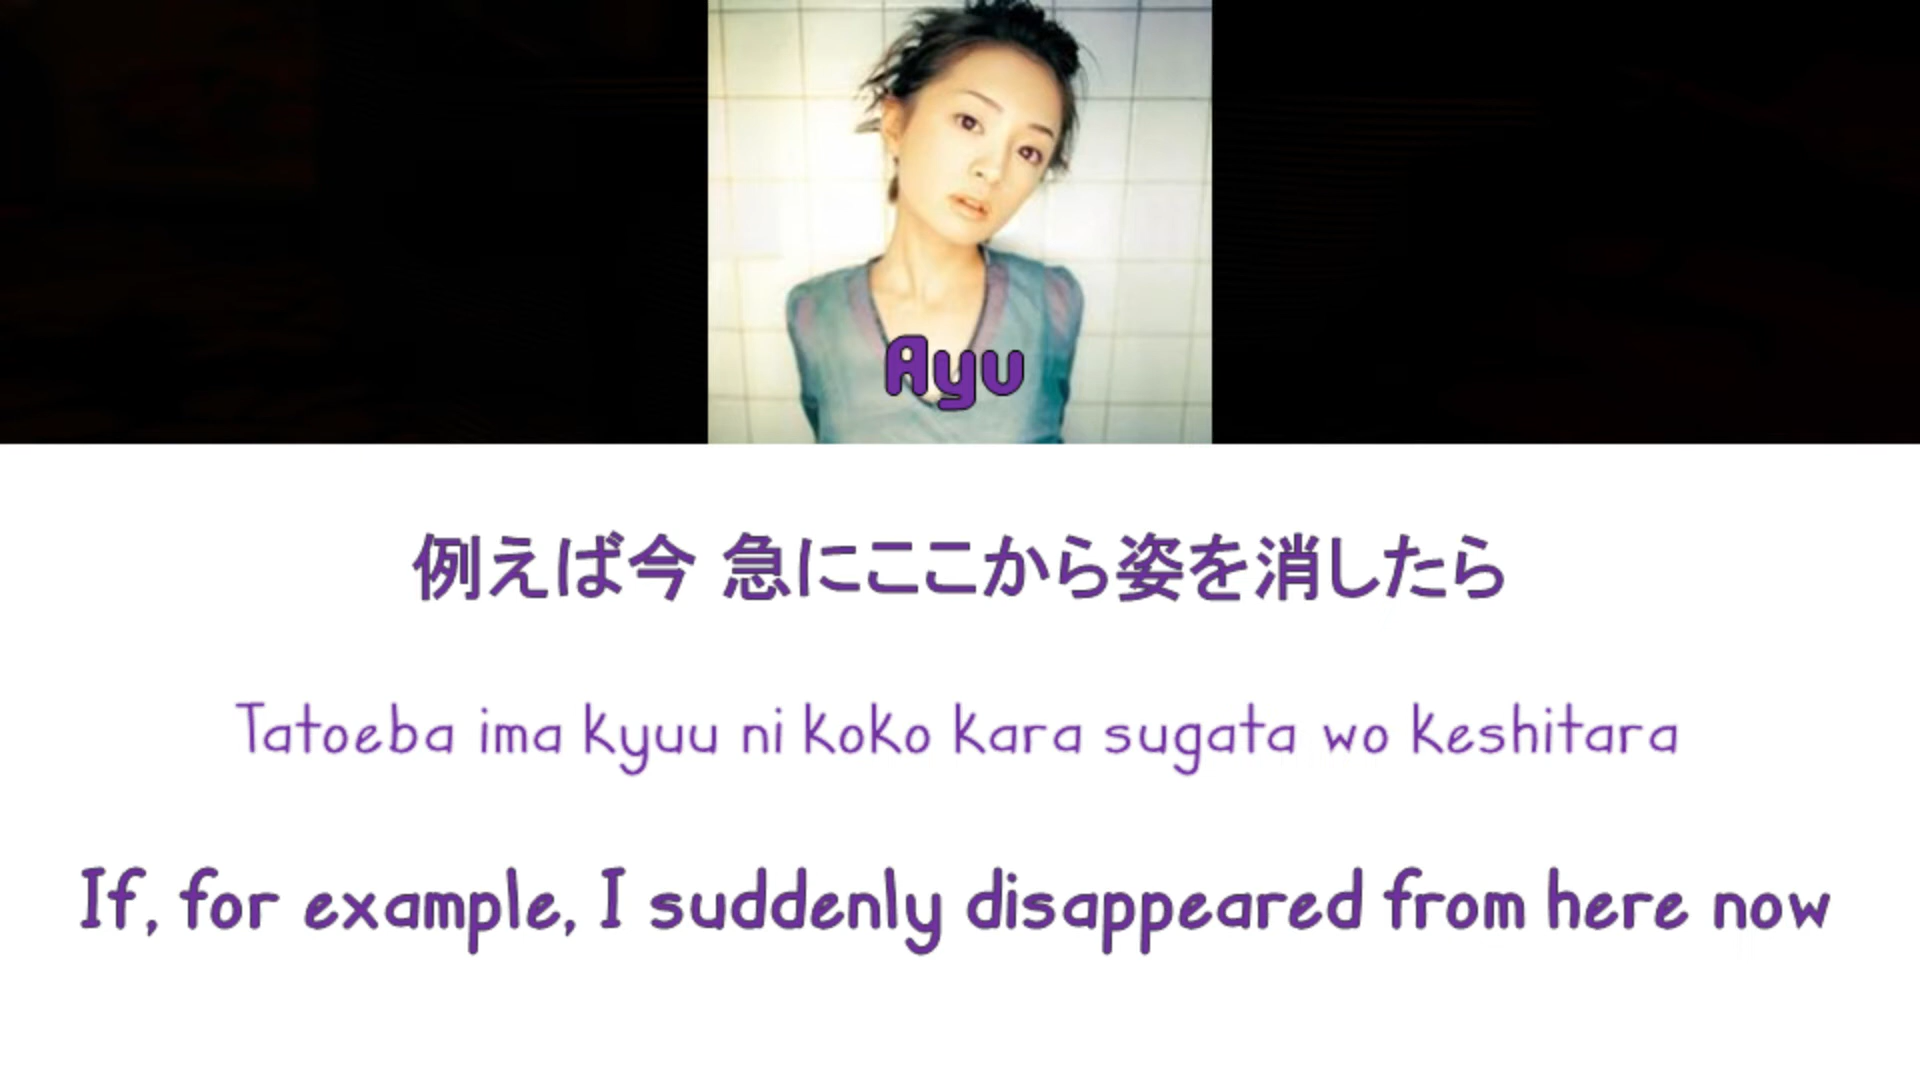 Ayu
例えば今 急にここから姿を消したら
Tatoeba ima kyuu ni koko kara sugata wo keshitara
If, for example, I suddenly disappeared from here now